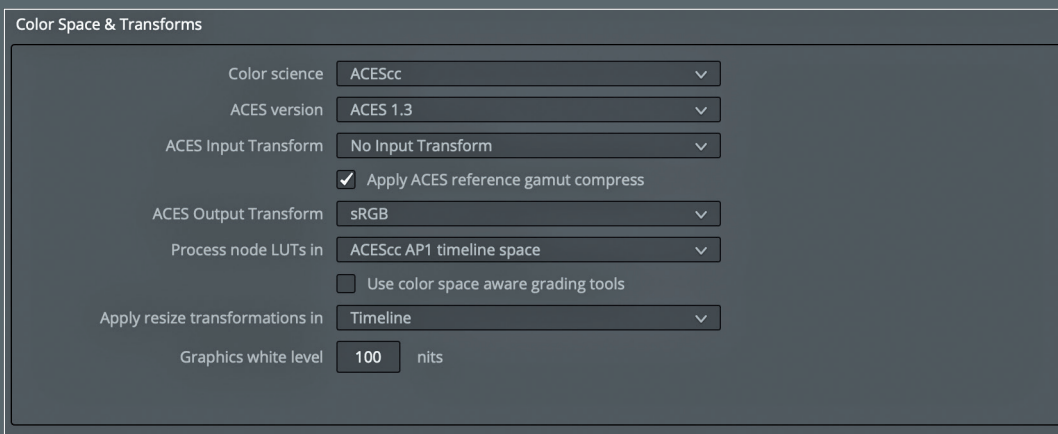 Color Space & Transforms
Color science ACEScc
ACES version ACES 1.3
ACES Input Transform No Input Transform
Apply ACES reference gamut compress
ACES Output Transform sRGB
Process node LUTs in ACEScc AP1 timeline space
Use color space aware grading tools
Apply resize transformations in Timeline
Graphics white level 100 nits